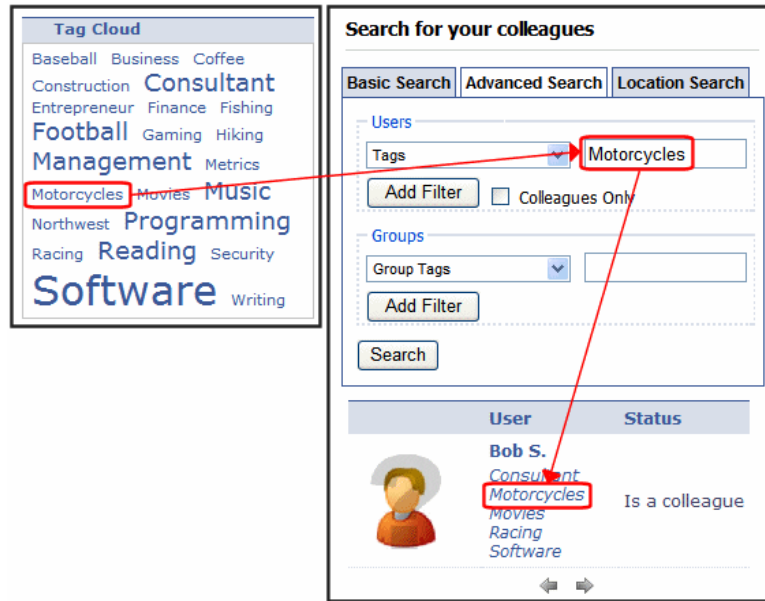 Tag Cloud
Baseball Business Coffee
Construction Consultant
Entrepreneur Finance Fishing
Football Gaming Hiking
Management Metrics
Motorcycles Movies Music
Northwest Programming
Racing Reading Security
Software Writing
Search for your colleagues
Basic Search Advanced Search Location Search
Users
Tags Motorcycles
Add Filter Colleagues Only
Groups
Group Tags
Add Filter
Search
User Status
Bob S.
Consultant
Motorcycles
Movies
Racing
Software
Is a colleague